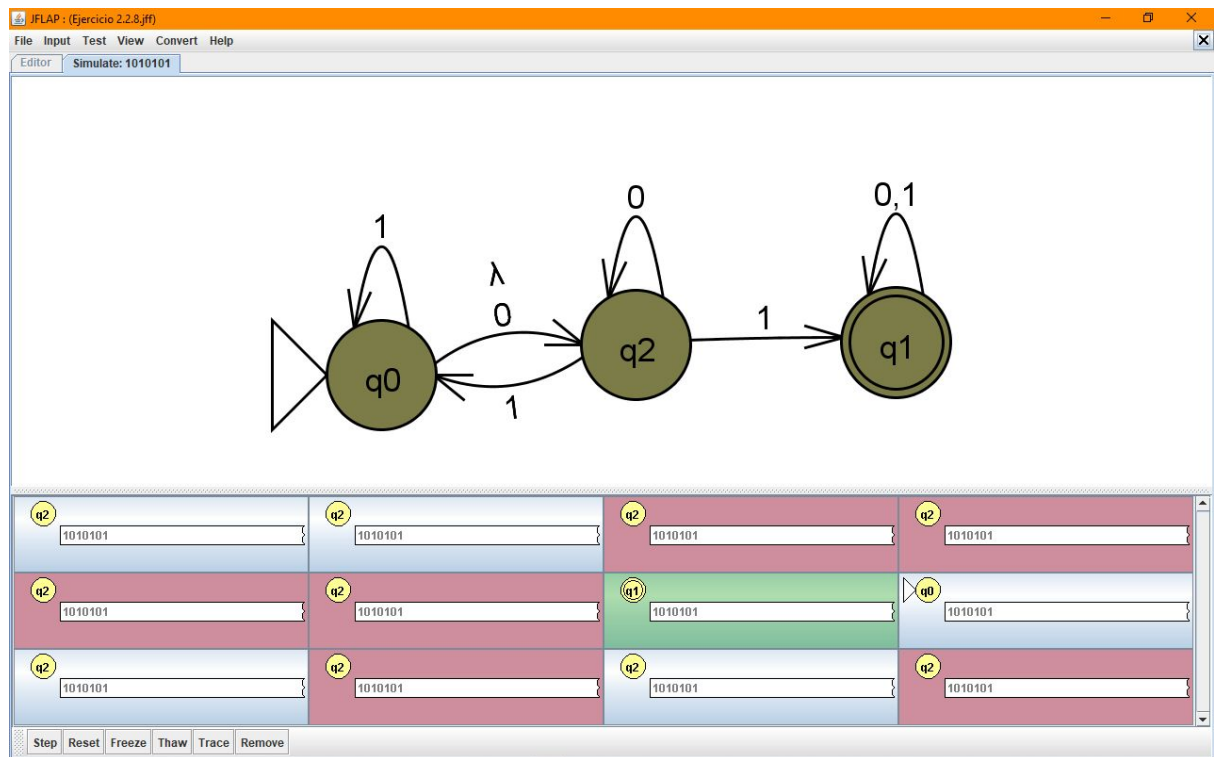 JFLAP : (Ejercicio 2.2.8.jff)
File Input Test View Convert Help
Editor Simulate: 1010101
1
λ
0
1
0
1
0,1
q0
q2
q1
q2 1010101
q2 1010101
q2 1010101
q2 1010101
q2 1010101
q2 1010101
q1 1010101
q0 1010101
q2 1010101
q2 1010101
q2 1010101
q2 1010101
Step Reset Freeze Thaw Trace Remove